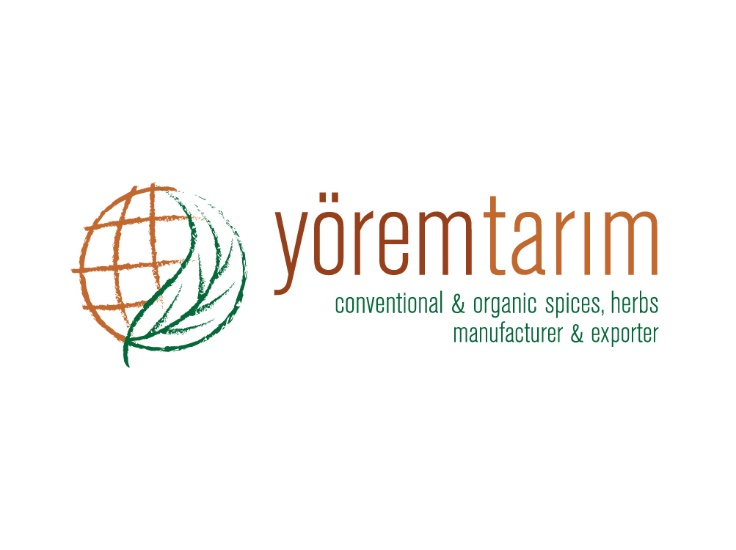 yöremtarım
conventional & organic spices, herbs
manufacturer & exporter